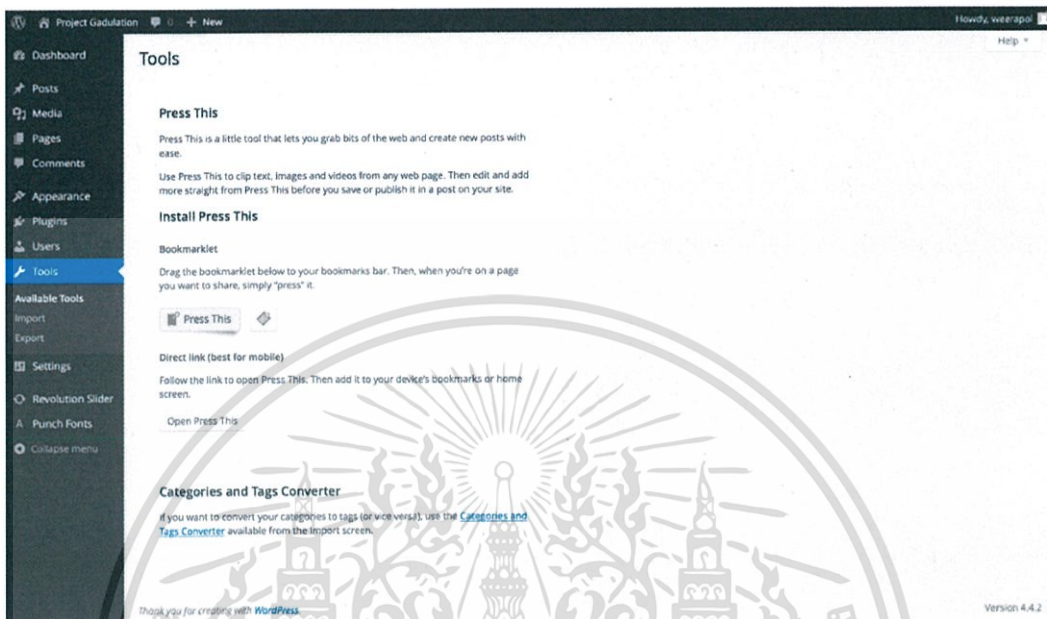 Project Gadulation 0 + New
Howdy, weerapol
Help
Dashboard
Posts
Media
Pages
Comments
Appearance
Plugins
Users
Tools
Available Tools
Import
Export
Settings
Revolution Slider
Punch Fonts
Collapse menu
Tools
Press This
Press This is a little tool that lets you grab bits of the web and create new posts with
ease.
Use Press This to clip text, images and videos from any web page. Then edit and add
more straight from Press This before you save or publish it in a post on your site.
Install Press This
Bookmarklet
Drag the bookmarklet below to your bookmarks bar. Then, when you're on a page
you want to share, simply "press" it.
Press This
Direct link (best for mobile)
Follow the link to open Press This. Then add it to your device's bookmarks or home
screen.
Open Press This
Categories and Tags Converter
If you want to convert your categories to tags (or vice versa), use the Categories and
Tags Converter available from the Import screen.
Thank you for creating with WordPress.
Version 4.4.2